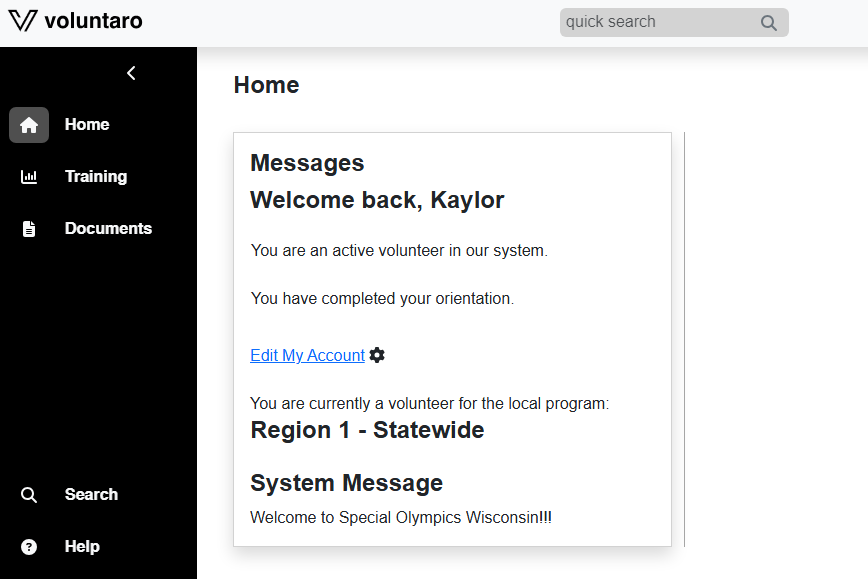 voluntaro
quick search
Home
Training
Documents
Search
Help
Home
Messages
Welcome back, Kaylor
You are an active volunteer in our system.
You have completed your orientation.
Edit My Account
You are currently a volunteer for the local program:
Region 1 - Statewide
System Message
Welcome to Special Olympics Wisconsin!!!